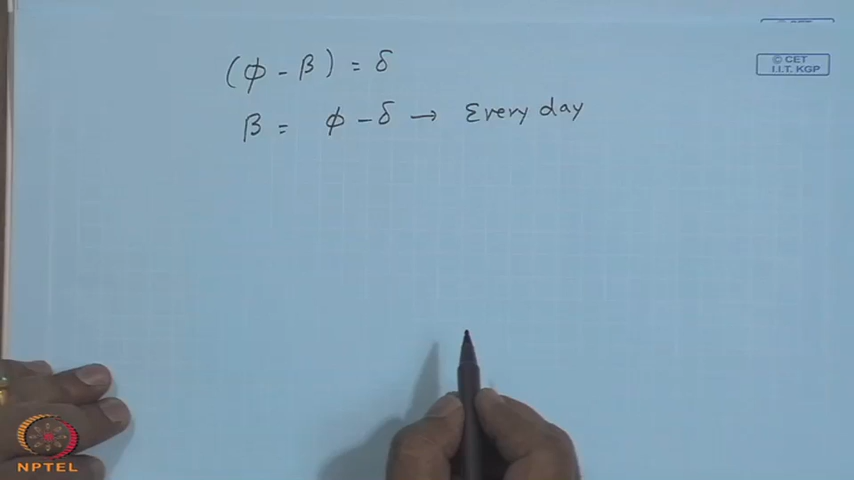 (φ - β) = δ
© CET
I.I.T. KGP
β = φ - δ → Every day
NPTEL